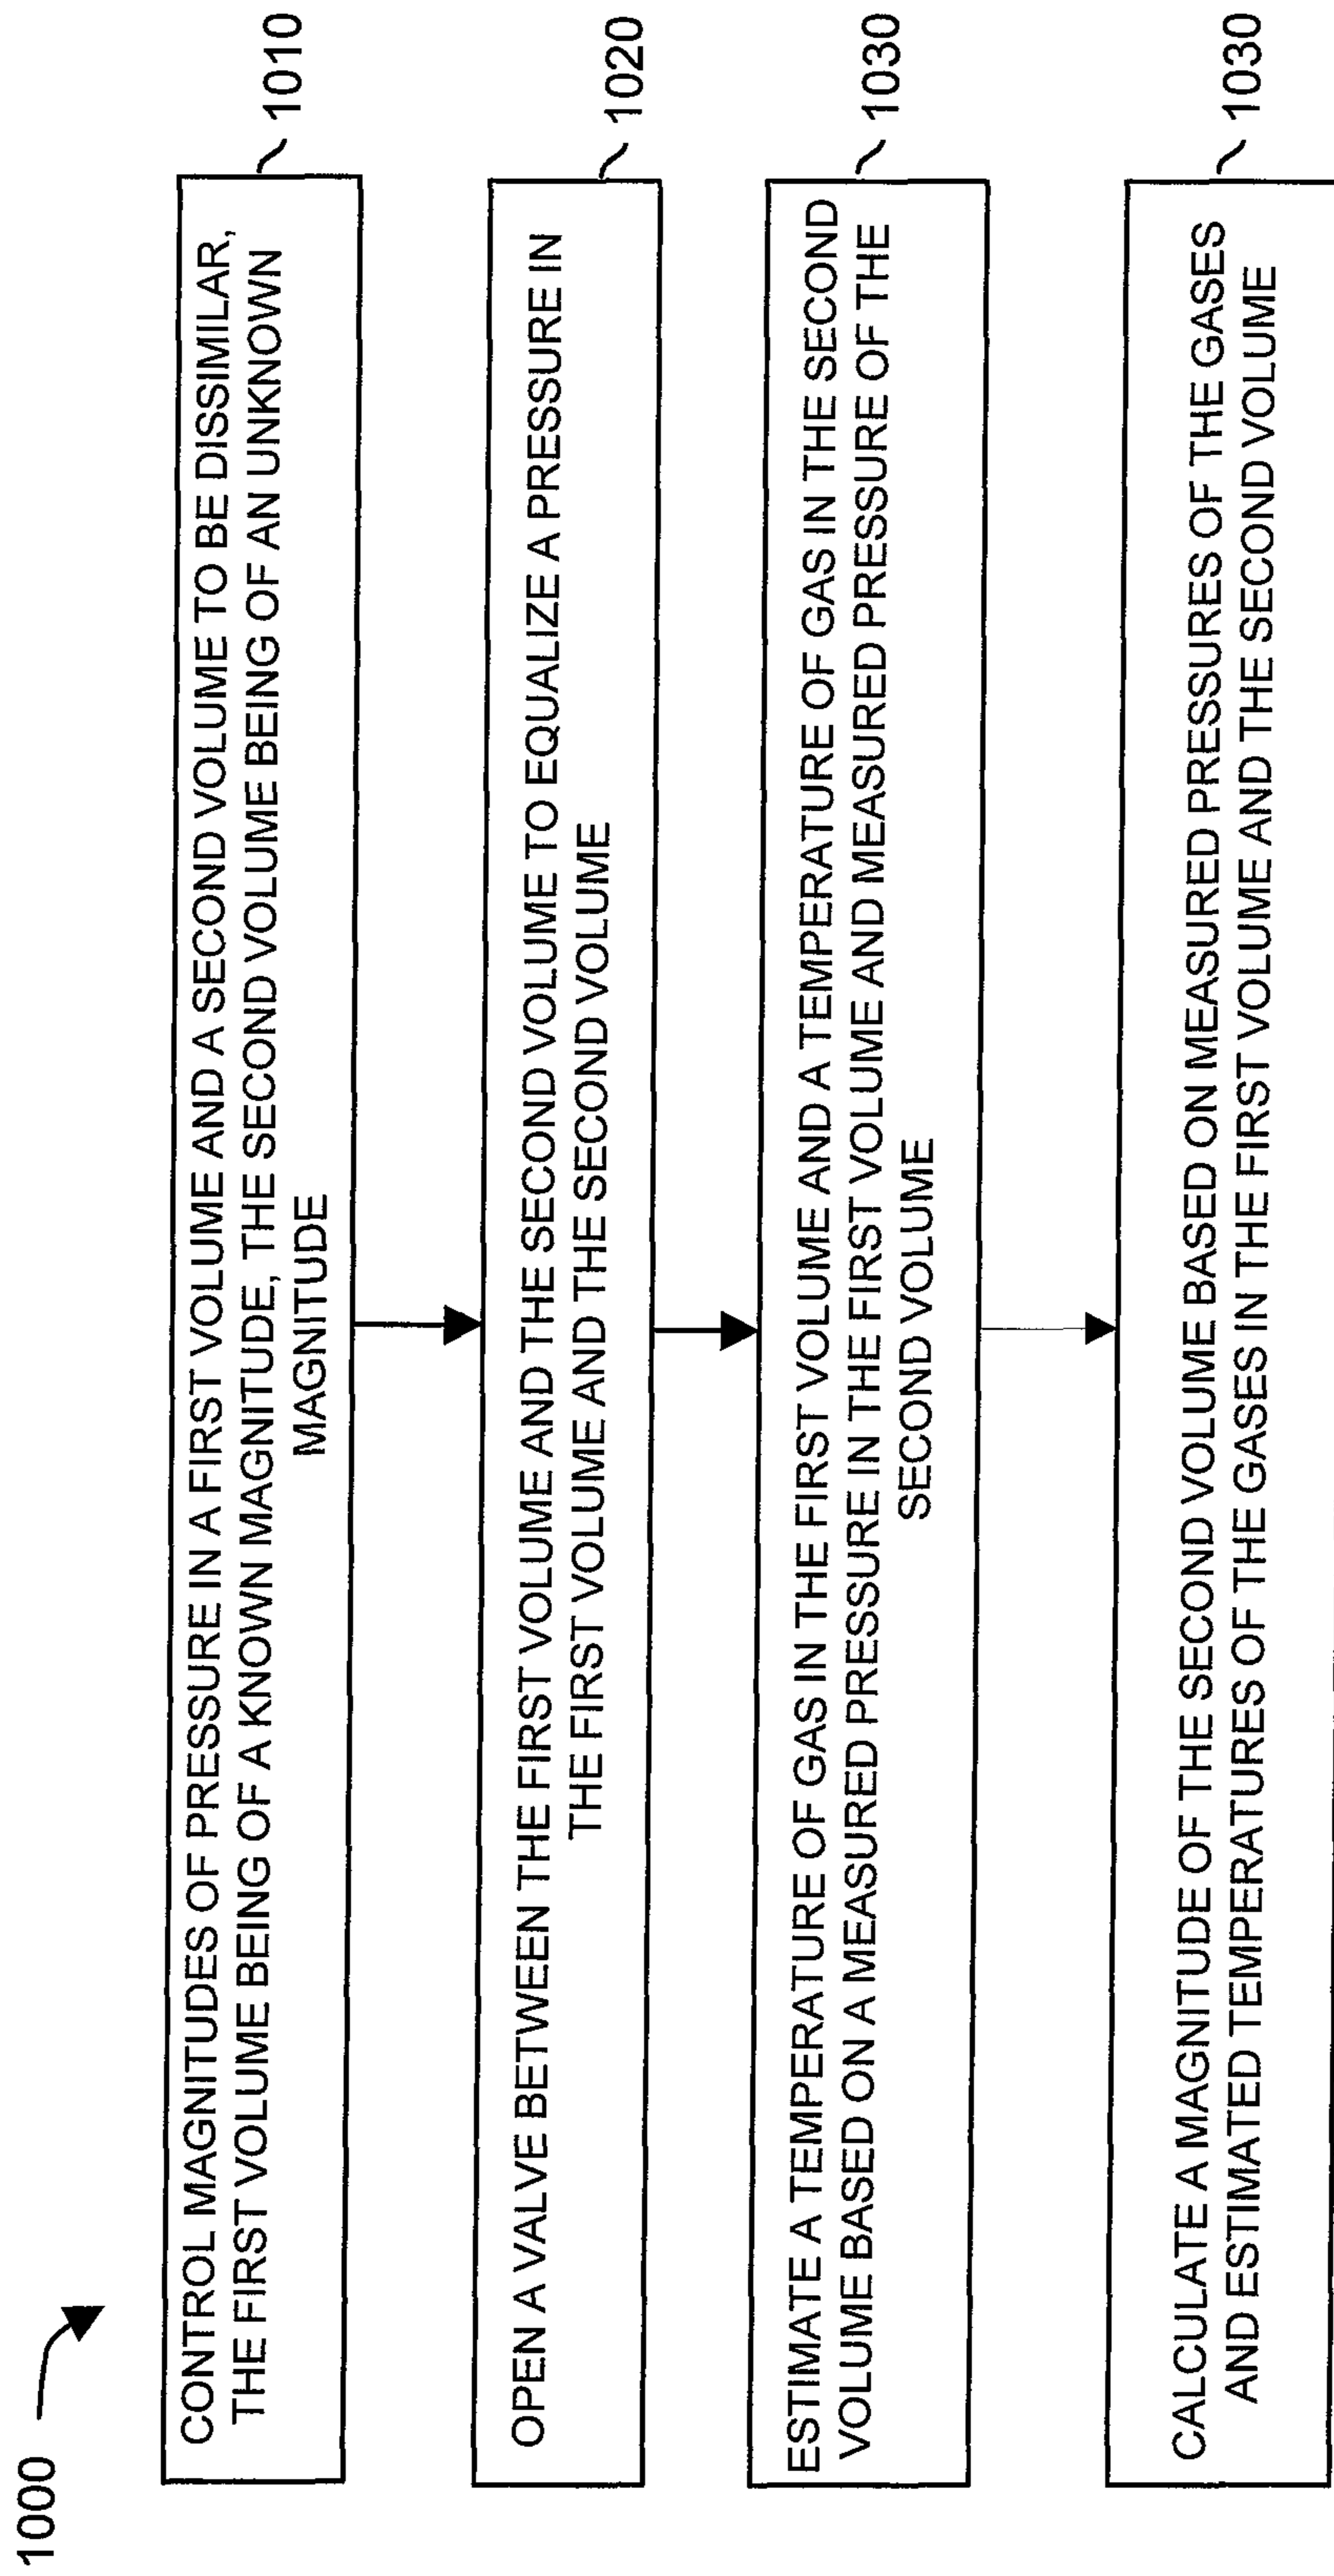 1000
CONTROL MAGNITUDES OF PRESSURE IN A FIRST VOLUME AND A SECOND VOLUME TO BE DISSIMILAR,
THE FIRST VOLUME BEING OF A KNOWN MAGNITUDE, THE SECOND VOLUME BEING OF AN UNKNOWN
MAGNITUDE
1010
OPEN A VALVE BETWEEN THE FIRST VOLUME AND THE SECOND VOLUME TO EQUALIZE A PRESSURE IN
THE FIRST VOLUME AND THE SECOND VOLUME
1020
ESTIMATE A TEMPERATURE OF GAS IN THE FIRST VOLUME AND A TEMPERATURE OF GAS IN THE SECOND
VOLUME BASED ON A MEASURED PRESSURE IN THE FIRST VOLUME AND MEASURED PRESSURE OF THE
SECOND VOLUME
1030
CALCULATE A MAGNITUDE OF THE SECOND VOLUME BASED ON MEASURED PRESSURES OF THE GASES
AND ESTIMATED TEMPERATURES OF THE GASES IN THE FIRST VOLUME AND THE SECOND VOLUME
1030